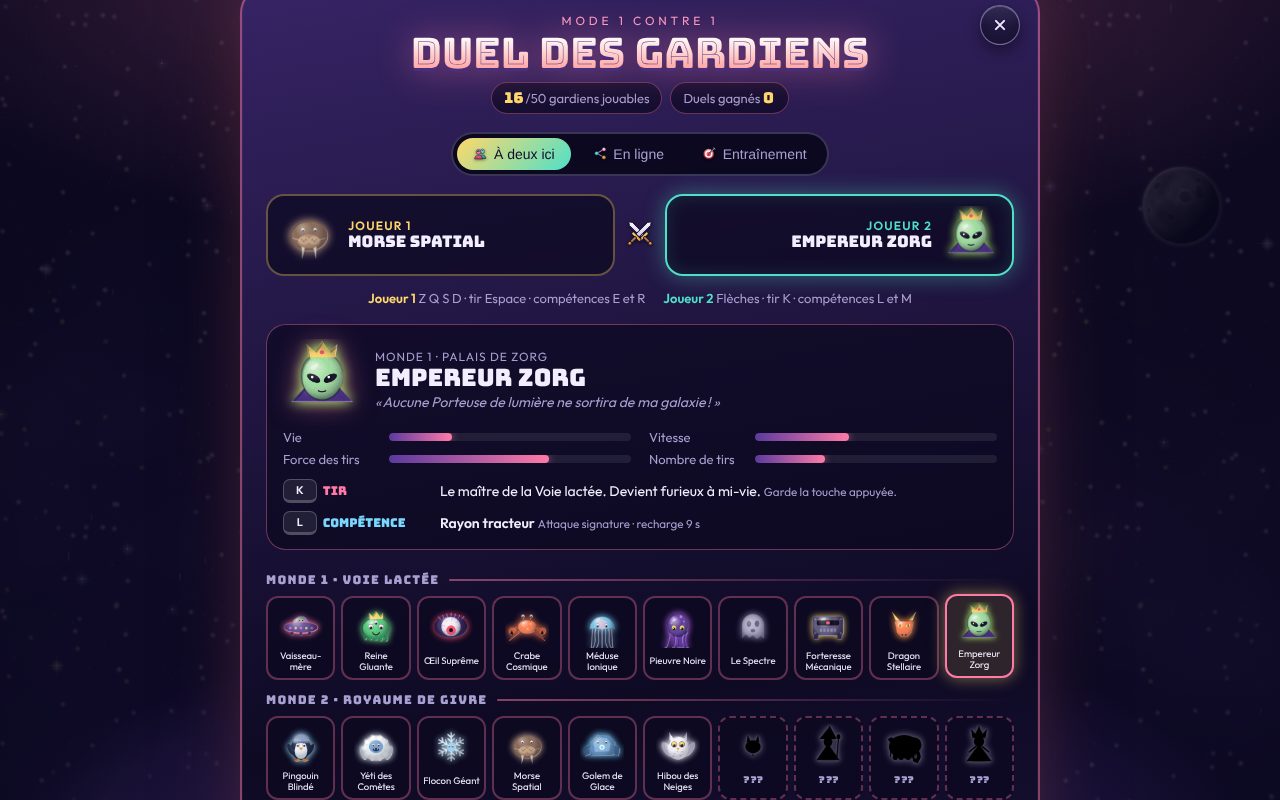 MODE 1 CONTRE 1
DUEL DES GARDIENS
16 /50 gardiens jouables
Duels gagnés 0
À deux ici
En ligne
Entraînement
JOUEUR 1
MORSE SPATIAL
JOUEUR 2
EMPEREUR ZORG
Joueur 1 Z Q S D · tir Espace · compétences E et R
Joueur 2 Flèches · tir K · compétences L et M
MONDE 1 · PALAIS DE ZORG
EMPEREUR ZORG
« Aucune Porteuse de lumière ne sortira de ma galaxie ! »
Vie
Vitesse
Force des tirs
Nombre de tirs
K TIR Le maître de la Voie lactée. Devient furieux à mi-vie. Garde la touche appuyée.
L COMPÉTENCE Rayon tracteur Attaque signature · recharge 9 s
MONDE 1 · VOIE LACTÉE
Vaisseau-
mère
Reine
Gluante
Œil Suprême
Crabe
Cosmique
Méduse
Ionique
Pieuvre Noire
Le Spectre
Forteresse
Mécanique
Dragon
Stellaire
Empereur
Zorg
MONDE 2 · ROYAUME DE GIVRE
Pingouin
Blindé
Yéti des
Comètes
Flocon Géant
Morse
Spatial
Golem de
Glace
Hibou des
Neiges
???
???
???
???